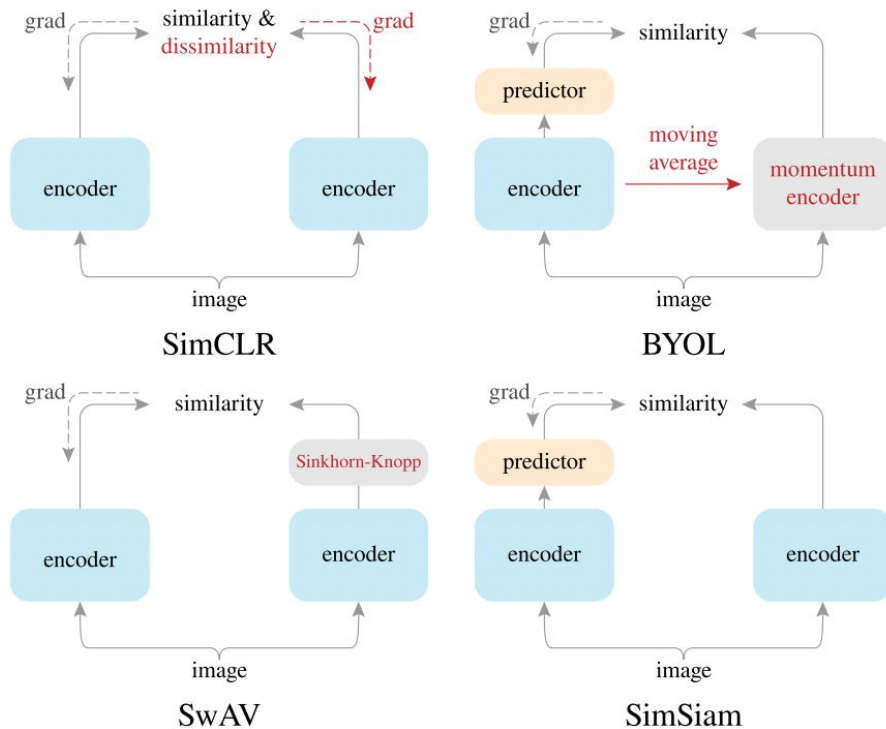 grad
similarity &
dissimilarity
grad
encoder
encoder
image
SimCLR
grad
similarity
predictor
encoder
moving
average
momentum
encoder
image
BYOL
grad
similarity
Sinkhorn-Knopp
encoder
encoder
image
SwAV
grad
similarity
predictor
encoder
encoder
image
SimSiam